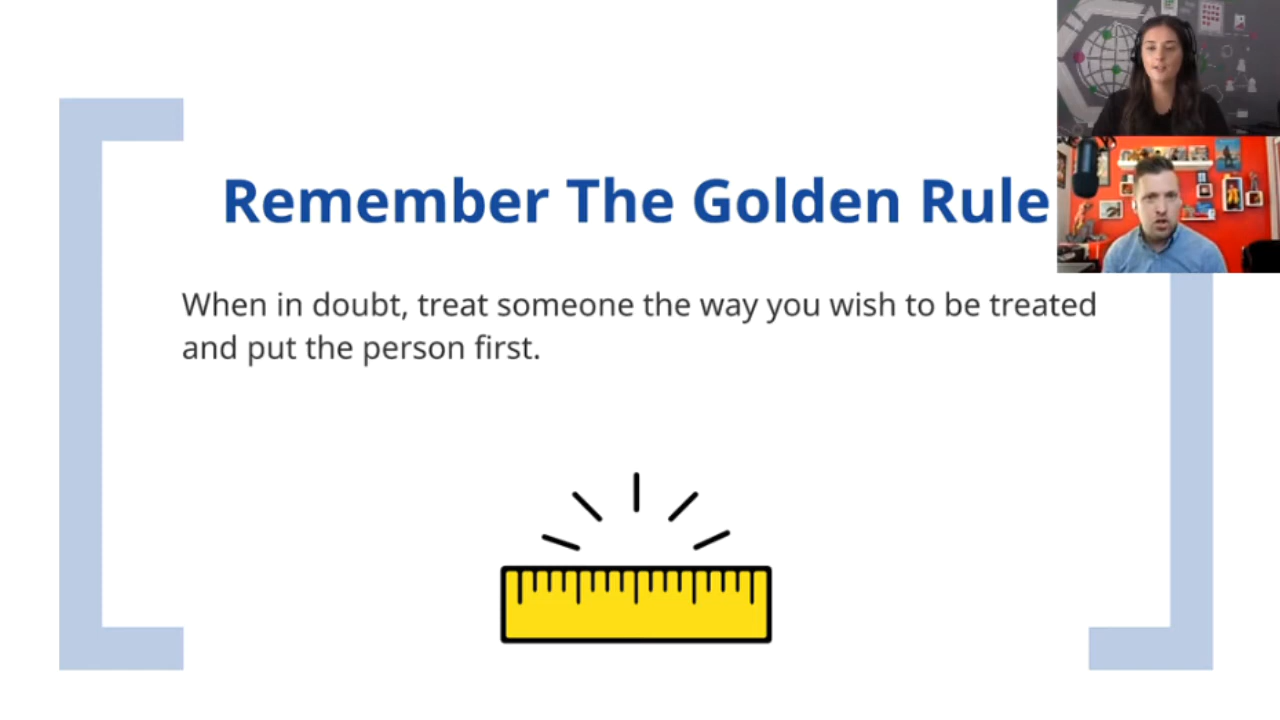 Remember The Golden Rule
When in doubt, treat someone the way you wish to be treated
and put the person first.